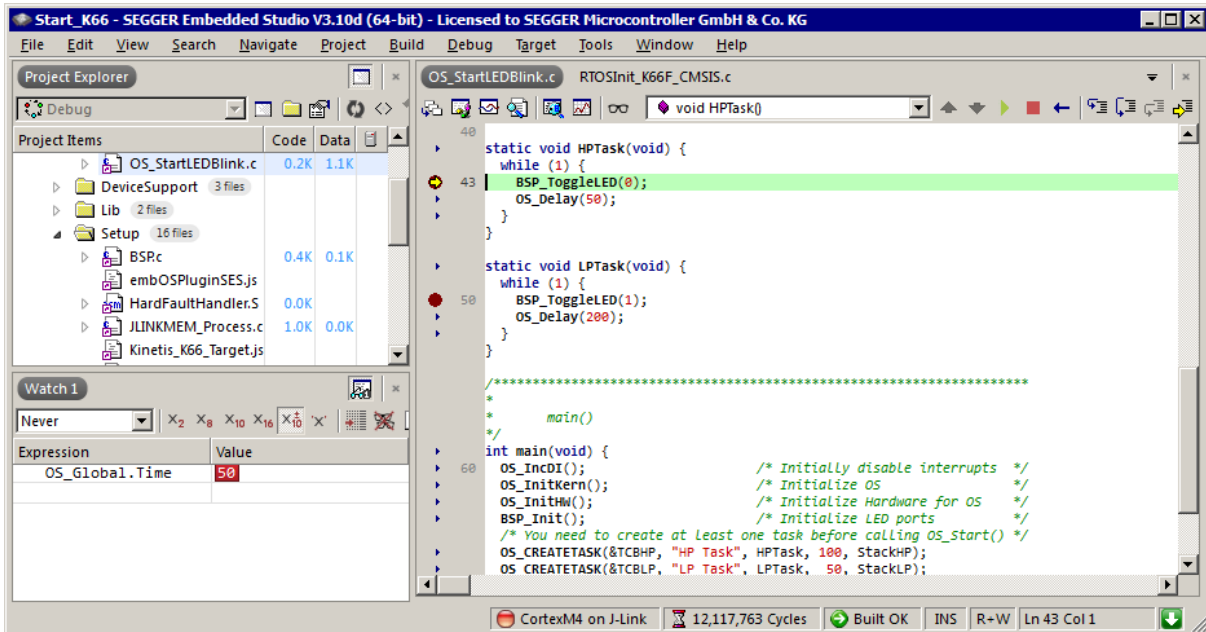 Start_K66 - SEGGER Embedded Studio V3.10d (64-bit) - Licensed to SEGGER Microcontroller GmbH & Co. KG
File Edit View Search Navigate Project Build Debug Target Tools Window Help
Project Explorer
Debug
Project Items Code Data
OS_StartLEDBlink.c 0.2K 1.1K
DeviceSupport 3 files
Lib 2 files
Setup 16 files
BSP.c 0.4K 0.1K
embOSPluginSES.js
HardFaultHandler.S 0.0K
JLINKMEM_Process.c 1.0K 0.0K
Kinetis_K66_Target.js
Watch 1
Never x2 x8 x10 x16 x±10 'x'
Expression Value
OS_Global.Time 50
OS_StartLEDBlink.c RTOSInit_K66F_CMSIS.c
void HPTask()
40
static void HPTask(void) {
while (1) {
43 BSP_ToggleLED(0);
OS_Delay(50);
}
}
static void LPTask(void) {
while (1) {
50 BSP_ToggleLED(1);
OS_Delay(200);
}
}
/*********************************************************************
*
* main()
*/
int main(void) {
60 OS_IncDI(); /* Initially disable interrupts */
OS_InitKern(); /* Initialize OS */
OS_InitHW(); /* Initialize Hardware for OS */
BSP_Init(); /* Initialize LED ports */
/* You need to create at least one task before calling OS_Start() */
OS_CREATETASK(&TCBHP, "HP Task", HPTask, 100, StackHP);
OS_CREATETASK(&TCBLP, "LP Task", LPTask, 50, StackLP);
CortexM4 on J-Link 12,117,763 Cycles Built OK INS R+W Ln 43 Col 1